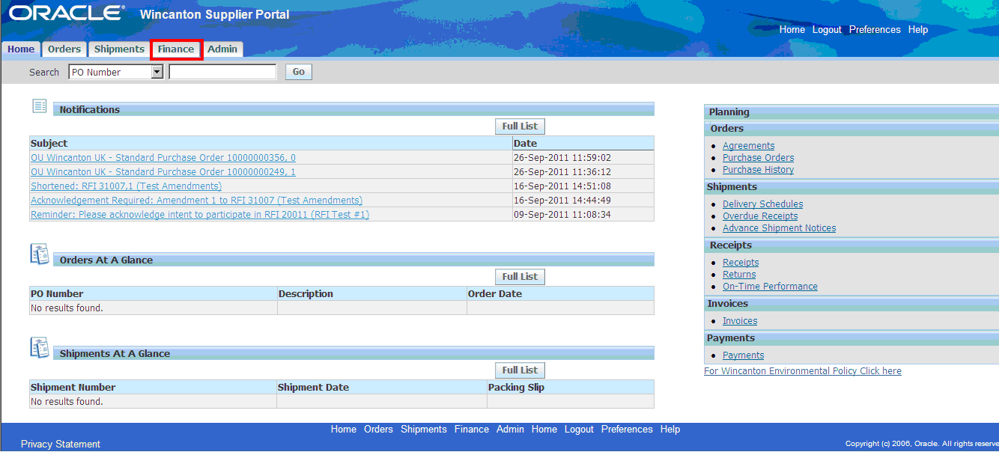 ORACLE® Wincanton Supplier Portal
Home Logout Preferences Help
Home Orders Shipments Finance Admin
Search PO Number Go
Notifications
Full List
Subject Date
OU Wincanton UK - Standard Purchase Order 10000000356, 0 26-Sep-2011 11:59:02
OU Wincanton UK - Standard Purchase Order 10000000249, 1 26-Sep-2011 11:36:12
Shortened: RFI 31007,1 (Test Amendments) 16-Sep-2011 14:51:08
Acknowledgement Required: Amendment 1 to RFI 31007 (Test Amendments) 16-Sep-2011 14:44:49
Reminder: Please acknowledge intent to participate in RFI 20011 (RFI Test #1) 09-Sep-2011 11:08:34
Orders At A Glance
Full List
PO Number Description Order Date
No results found.
Shipments At A Glance
Full List
Shipment Number Shipment Date Packing Slip
No results found.
Planning
Orders
Agreements
Purchase Orders
Purchase History
Shipments
Delivery Schedules
Overdue Receipts
Advance Shipment Notices
Receipts
Receipts
Returns
On-Time Performance
Invoices
Invoices
Payments
Payments
For Wincanton Environmental Policy Click here
Home Orders Shipments Finance Admin Home Logout Preferences Help
Privacy Statement
Copyright (c) 2006, Oracle. All rights reserve